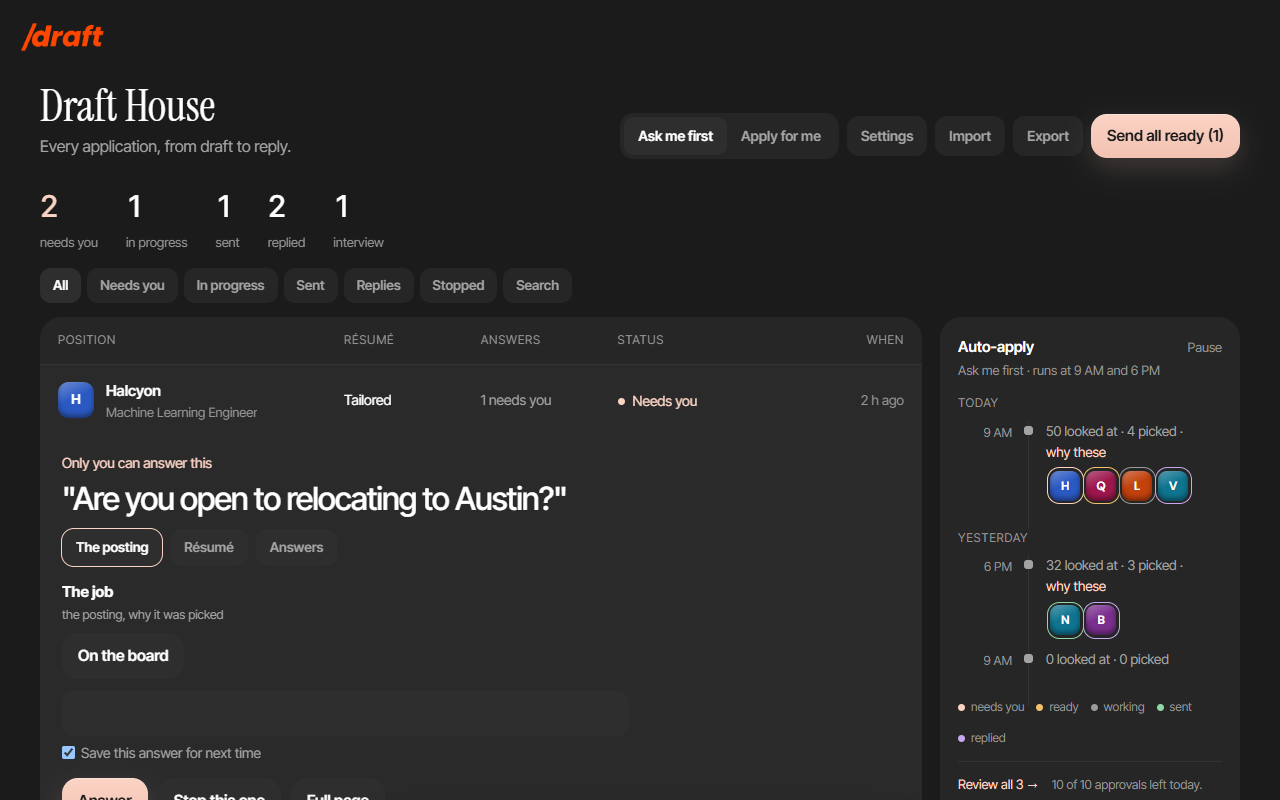 /draft
Draft House
Every application, from draft to reply.
Ask me first Apply for me Settings Import Export Send all ready (1)
2 1 1 2 1
needs you in progress sent replied interview
All Needs you In progress Sent Replies Stopped Search
POSITION RÉSUMÉ ANSWERS STATUS WHEN
H Halcyon
Machine Learning Engineer
Tailored 1 needs you Needs you 2 h ago
Only you can answer this
"Are you open to relocating to Austin?"
The posting Résumé Answers
The job
the posting, why it was picked
On the board
Save this answer for next time
Answer Stop this one Full page
Auto-apply Pause
Ask me first · runs at 9 AM and 6 PM
TODAY
9 AM 50 looked at · 4 picked ·
why these
H Q L V
YESTERDAY
6 PM 32 looked at · 3 picked ·
why these
N B
9 AM 0 looked at · 0 picked
needs you ready working sent
replied
Review all 3 → 10 of 10 approvals left today.